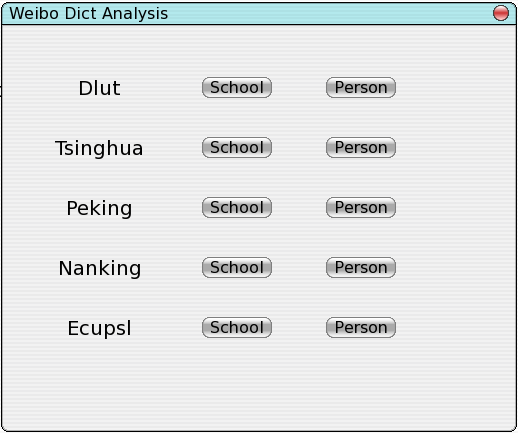 Weibo Dict Analysis
Dlut School Person
Tsinghua School Person
Peking School Person
Nanking School Person
Ecupsl School Person